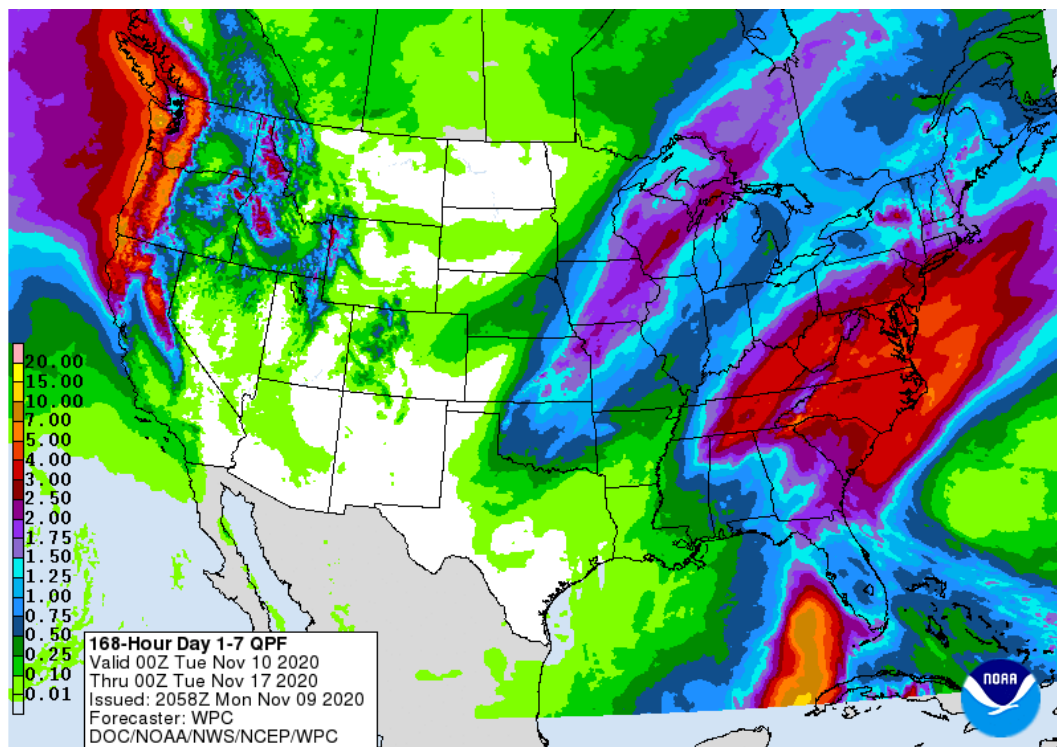 20.00
15.00
10.00
7.00
5.00
4.00
3.00
2.50
2.00
1.75
1.50
1.25
1.00
0.75
0.50
0.25
0.10
0.01
168-Hour Day 1-7 QPF
Valid 00Z Tue Nov 10 2020
Thru 00Z Tue Nov 17 2020
Issued: 2058Z Mon Nov 09 2020
Forecaster: WPC
DOC/NOAA/NWS/NCEP/WPC
NOAA